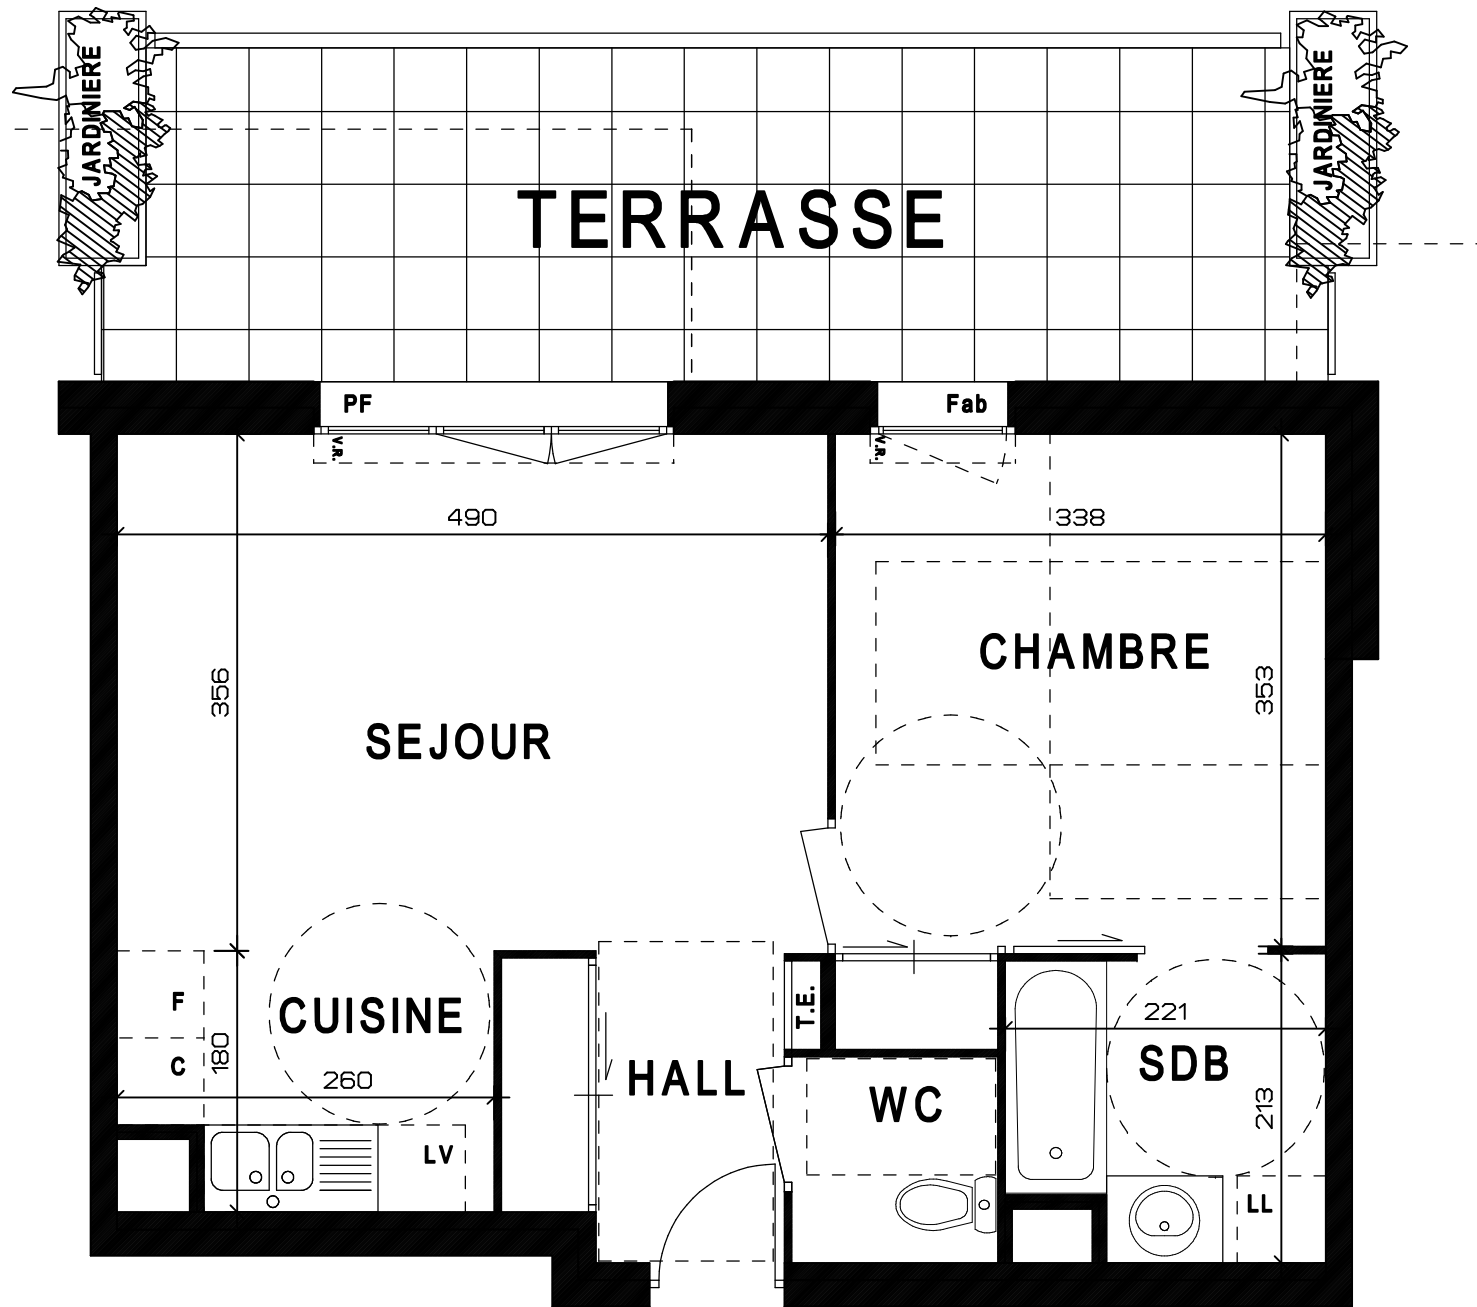 JARDINIERE
JARDINIERE
TERRASSE
PF
Fab
V.R.
V.R.
490
338
CHAMBRE
356
353
SEJOUR
F
CUISINE
T.E.
221
180
C
260
HALL
SDB
WC
213
LV
LL